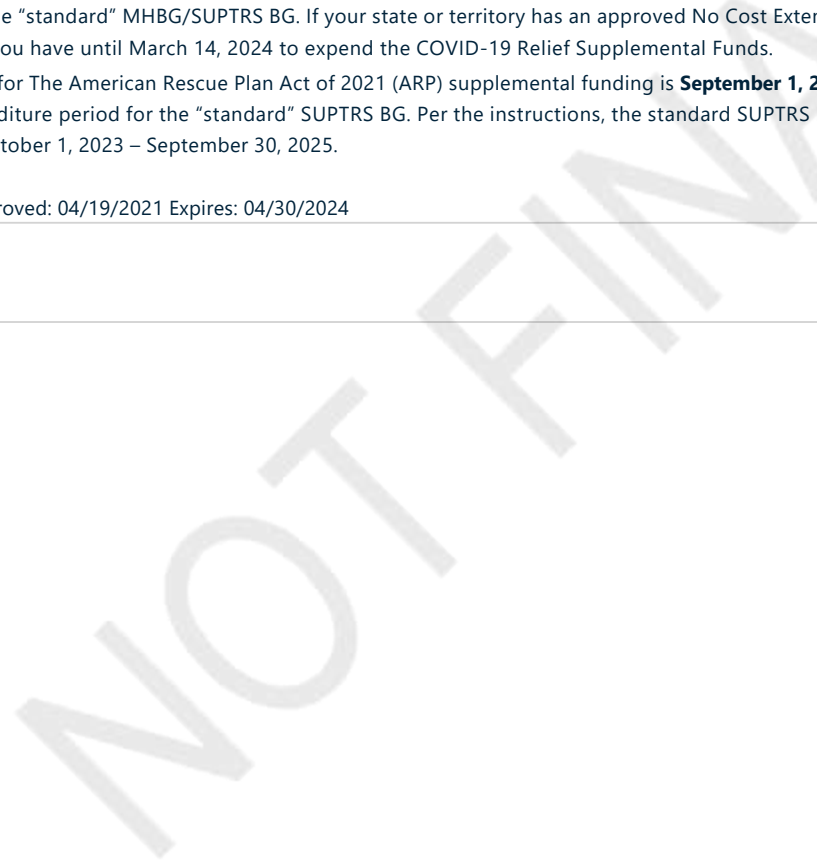 e “standard” MHBG/SUPTRS BG. If your state or territory has an approved No Cost Exten
ou have until March 14, 2024 to expend the COVID-19 Relief Supplemental Funds.
for The American Rescue Plan Act of 2021 (ARP) supplemental funding is September 1, 2
diture period for the “standard” SUPTRS BG. Per the instructions, the standard SUPTRS
tober 1, 2023 – September 30, 2025.
roved: 04/19/2021 Expires: 04/30/2024
NOT FINA